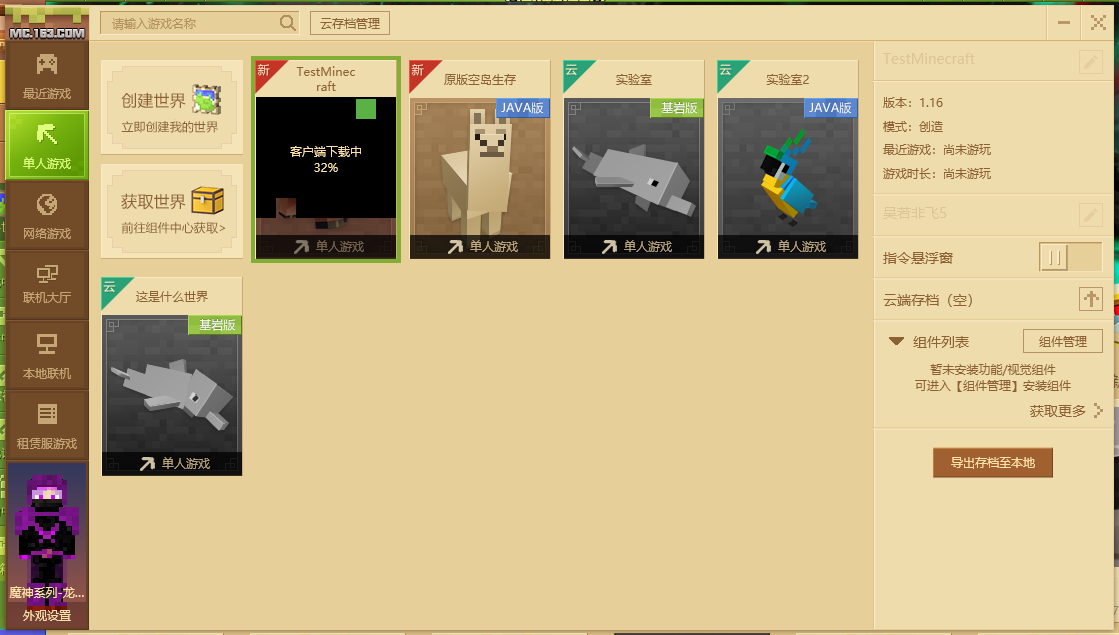 MC.163.COM
请输入游戏名称
云存档管理
最近游戏
单人游戏
网络游戏
联机大厅
本地联机
租赁服游戏
魔神系列-龙...
外观设置
创建世界
立即创建我的世界
获取世界
前往组件中心获取>
新
TestMinec
raft
客户端下载中
32%
单人游戏
新
原版空岛生存
JAVA版
单人游戏
云
实验室
基岩版
单人游戏
云
实验室2
JAVA版
单人游戏
云
这是什么世界
基岩版
单人游戏
TestMinecraft
版本: 1.16
模式: 创造
最近游戏: 尚未游玩
游戏时长: 尚未游玩
吴若非飞5
指令悬浮窗
云端存档（空）
组件列表
组件管理
暂未安装功能/视觉组件
可进入【组件管理】安装组件
获取更多
导出存档至本地